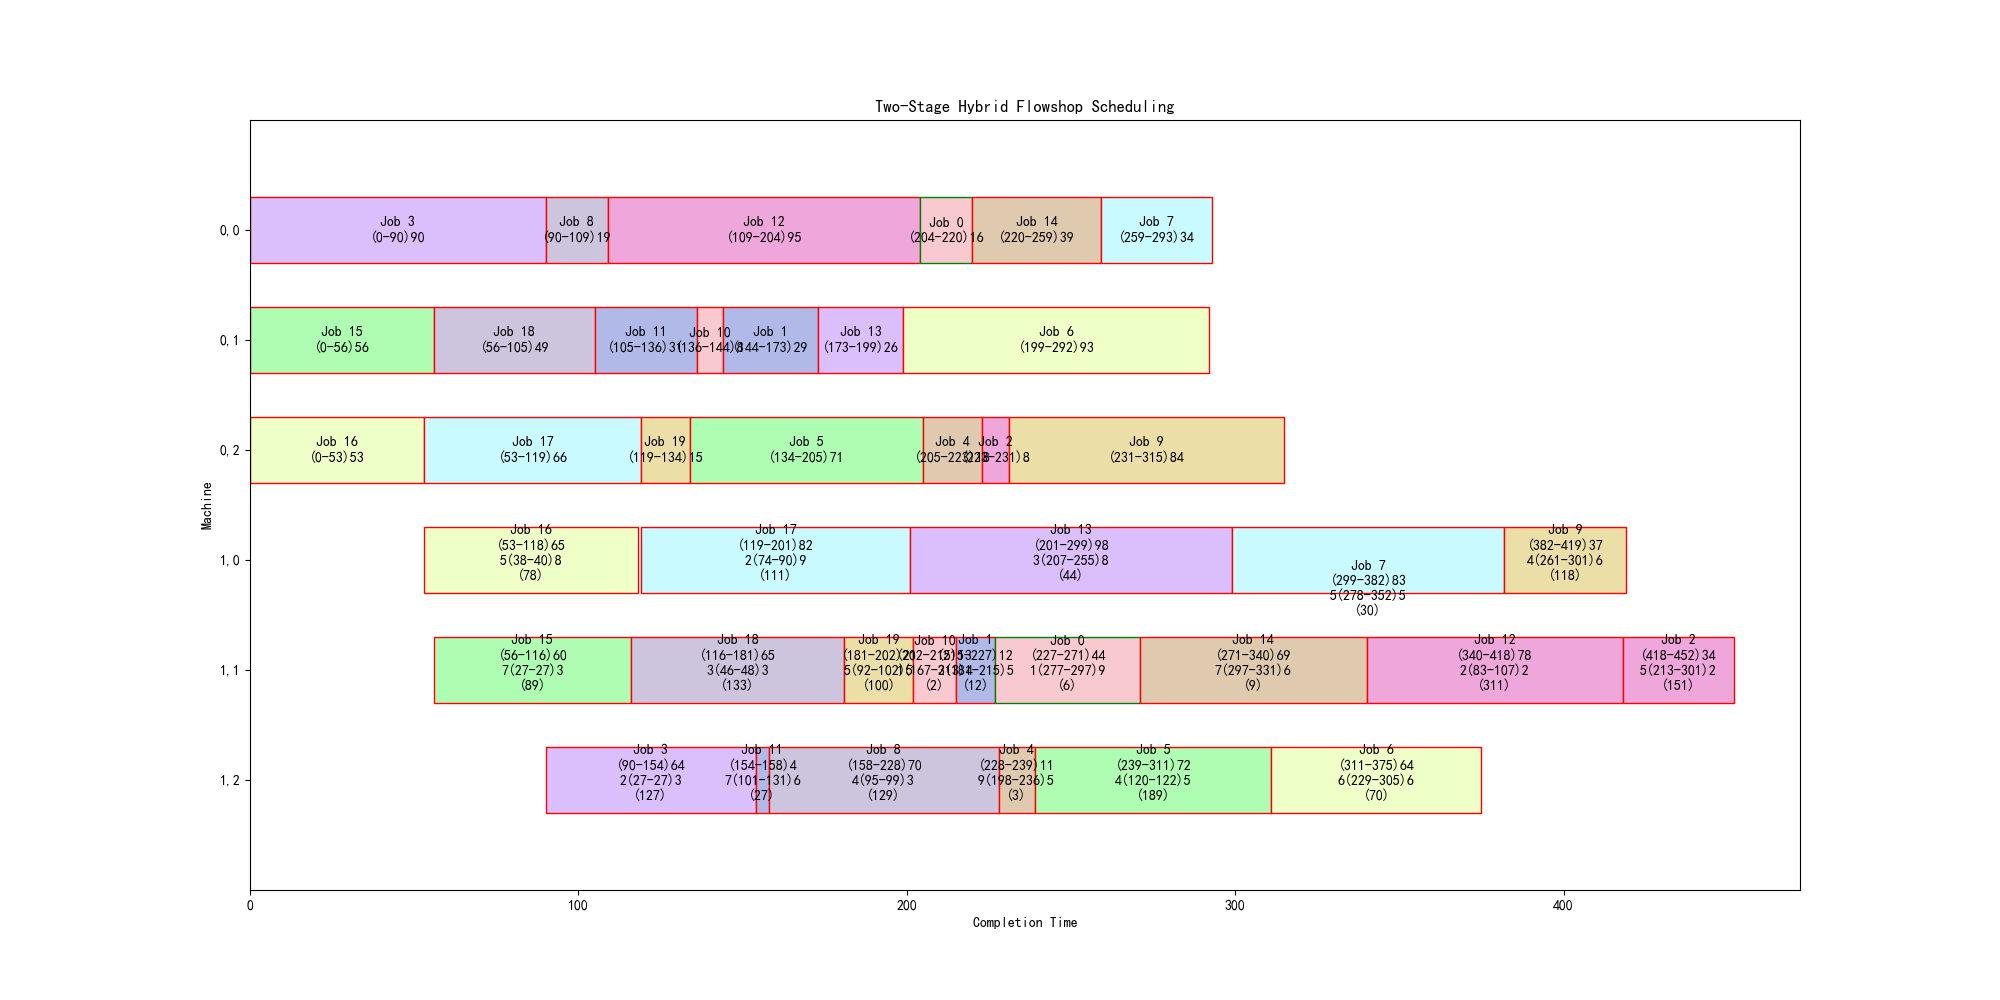 Two-Stage Hybrid Flowshop Scheduling
0,0
Job 3
(0-90)90
Job 8
(90-109)19
Job 12
(109-204)95
Job 0
(204-220)16
Job 14
(220-259)39
Job 7
(259-293)34
0,1
Job 15
(0-56)56
Job 18
(56-105)49
Job 11
(105-136)31
Job 10
(136-144)8
Job 1
(144-173)29
Job 13
(173-199)26
Job 6
(199-292)93
0,2
Job 16
(0-53)53
Job 17
(53-119)66
Job 19
(119-134)15
Job 5
(134-205)71
Job 4
(205-223)18
Job 2
(223-231)8
Job 9
(231-315)84
Machine
1,0
Job 16
(53-118)65
5(38-40)8
(78)
Job 17
(119-201)82
2(74-90)9
(111)
Job 13
(201-299)98
3(207-255)8
(44)
Job 7
(299-382)83
5(278-352)5
(30)
Job 9
(382-419)37
4(261-301)6
(118)
1,1
Job 15
(56-116)60
7(27-27)3
(89)
Job 18
(116-181)65
3(46-48)3
(133)
Job 19
(181-202)21
5(92-102)5
(100)
Job 10
(202-215)13
(2)
Job 1
(215-227)12
(12)
Job 0
(227-271)44
1(277-297)9
(6)
Job 14
(271-340)69
7(297-331)6
(9)
Job 12
(340-418)78
2(83-107)2
(311)
Job 2
(418-452)34
5(213-301)2
(151)
1,2
Job 3
(90-154)64
2(27-27)3
(127)
Job 11
(154-158)4
7(101-131)6
(27)
Job 8
(158-228)70
4(95-99)3
(129)
Job 4
(228-239)11
9(198-236)5
(3)
Job 5
(239-311)72
4(120-122)5
(189)
Job 6
(311-375)64
6(229-305)6
(70)
0
100
200
300
400
Completion Time